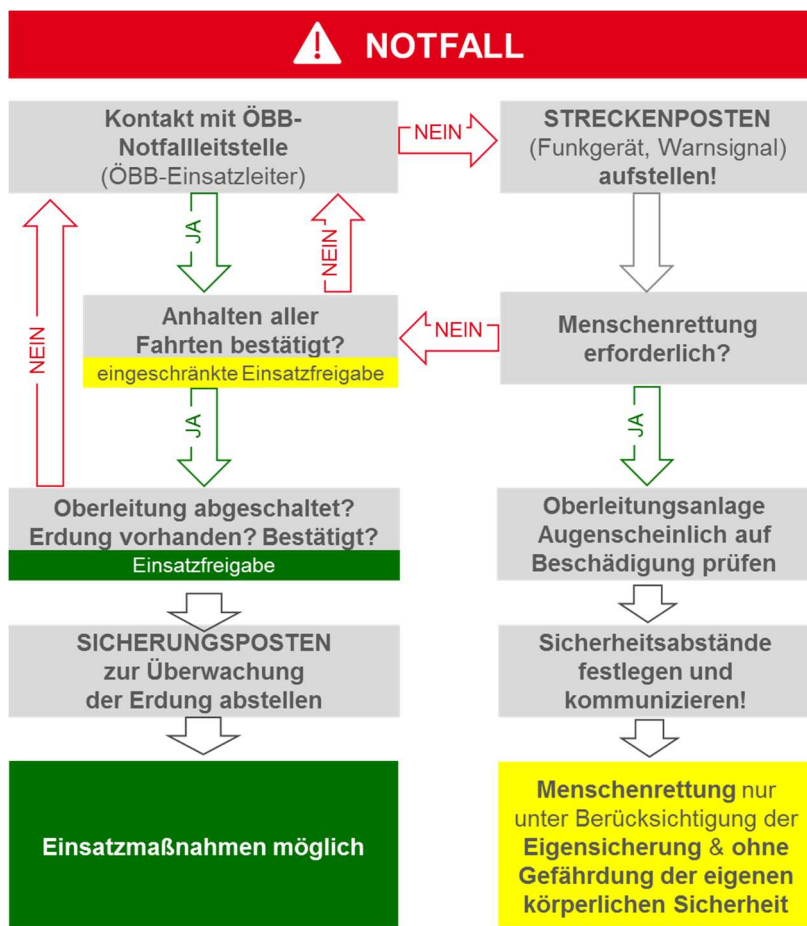 NOTFALL
Kontakt mit ÖBB-
Notfallleitstelle
(ÖBB-Einsatzleiter)
NEIN
STRECKENPOSTEN
(Funkgerät, Warnsignal)
aufstellen!
JA
NEIN
NEIN
Anhalten aller
Fahrten bestätigt?
eingeschränkte Einsatzfreigabe
NEIN
Menschenrettung
erforderlich?
JA
JA
Oberleitung abgeschaltet?
Erdung vorhanden? Bestätigt?
Einsatzfreigabe
Oberleitungsanlage
Augenscheinlich auf
Beschädigung prüfen
SICHERUNGSPOSTEN
zur Überwachung
der Erdung abstellen
Sicherheitsabstände
festlegen und
kommunizieren!
Einsatzmaßnahmen möglich
Menschenrettung nur
unter Berücksichtigung der
Eigensicherung & ohne
Gefährdung der eigenen
körperlichen Sicherheit